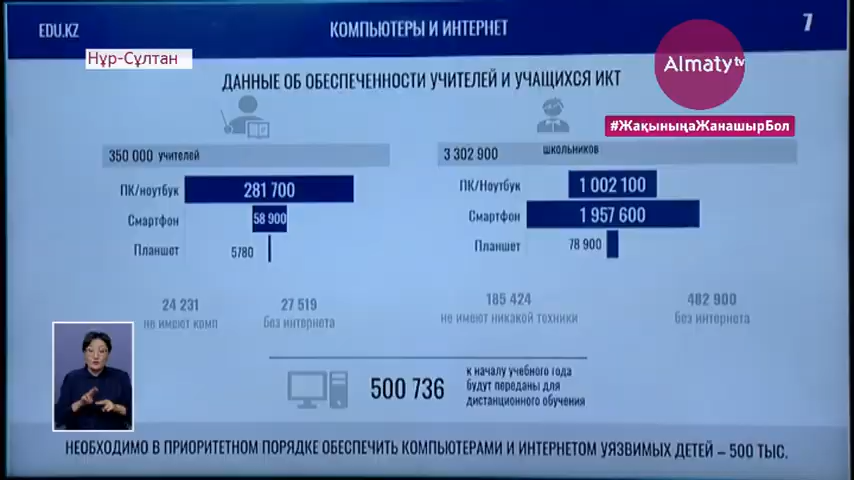 EDU.KZ
КОМПЬЮТЕРЫ И ИНТЕРНЕТ
7
Нұр-Сұлтан
Almaty tv
#ЖақыныңаЖанашырБол
ДАННЫЕ ОБ ОБЕСПЕЧЕННОСТИ УЧИТЕЛЕЙ И УЧАЩИХСЯ ИКТ
350 000 учителей
ПК/ноутбук 281 700
Смартфон 58 900
Планшет 5780
24 231
не имеют комп
27 519
без интернета
3 302 900 школьников
ПК/Ноутбук 1 002 100
Смартфон 1 957 600
Планшет 78 900
185 424
не имеют никакой техники
402 900
без интернета
500 736
к началу учебного года
будут переданы для
дистанционного обучения
НЕОБХОДИМО В ПРИОРИТЕТНОМ ПОРЯДКЕ ОБЕСПЕЧИТЬ КОМПЬЮТЕРАМИ И ИНТЕРНЕТОМ УЯЗВИМЫХ ДЕТЕЙ – 500 ТЫС.